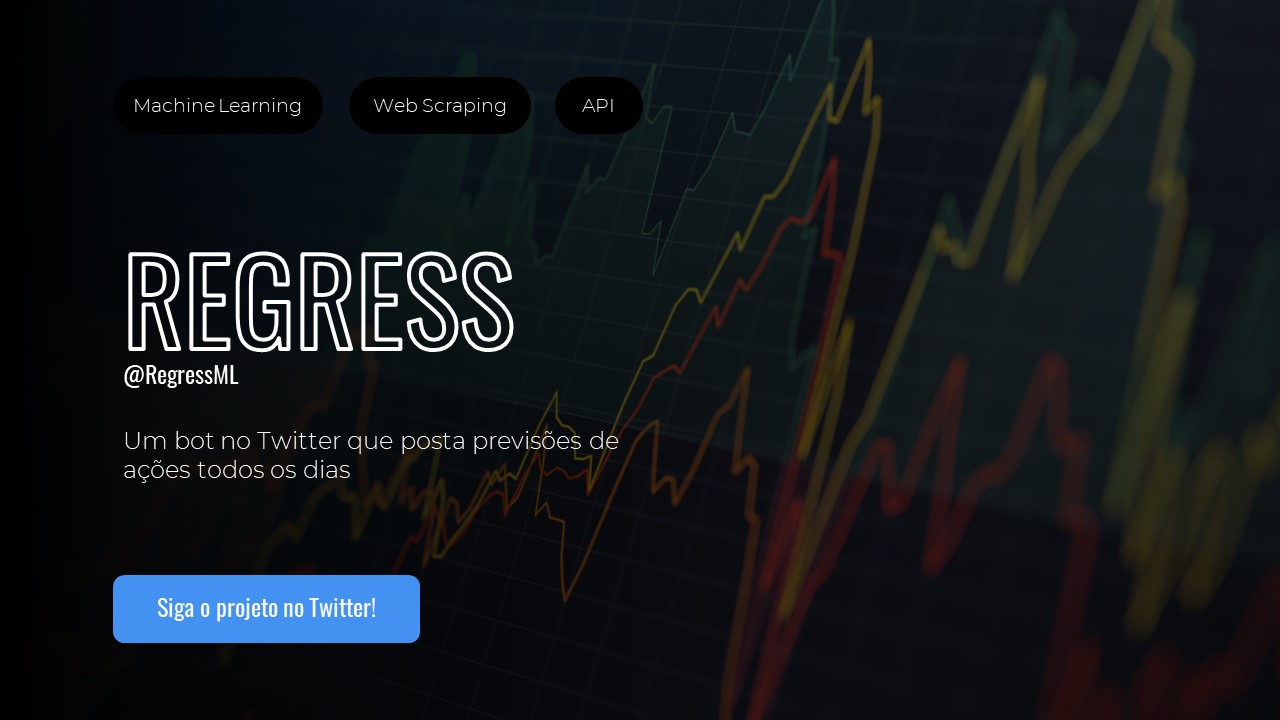 Machine Learning Web Scraping API
REGRESS
@RegressML
Um bot no Twitter que posta previsões de
ações todos os dias
Siga o projeto no Twitter!